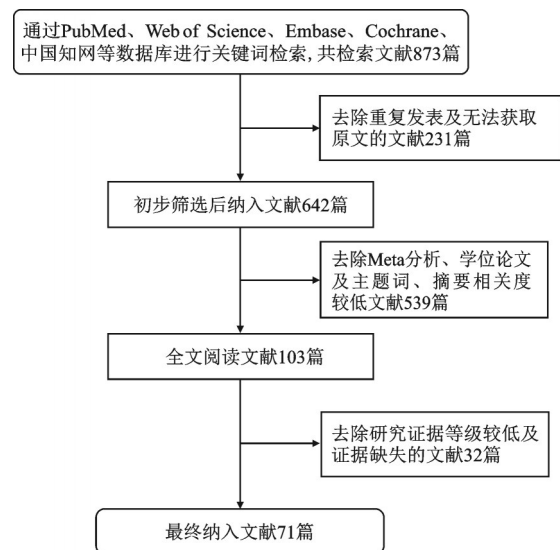 通过PubMed、Web of Science、Embase、Cochrane、
中国知网等数据库进行关键词检索,共检索文献873篇
去除重复发表及无法获取
原文的文献231篇
初步筛选后纳入文献642篇
去除Meta分析、学位论文
及主题词、摘要相关度
较低文献539篇
全文阅读文献103篇
去除研究证据等级较低及
证据缺失的文献32篇
最终纳入文献71篇